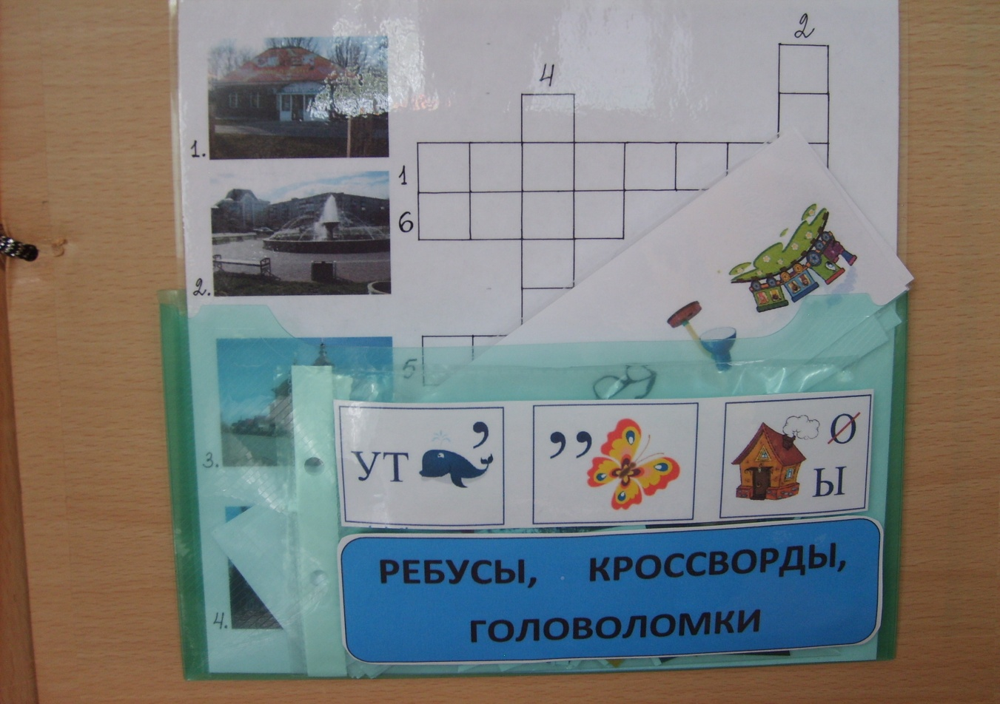 2
4
1.
1
6
2.
5
3.
УТ ,
,, 
О
Ы
РЕБУСЫ, КРОССВОРДЫ,
4.
ГОЛОВОЛОМКИ